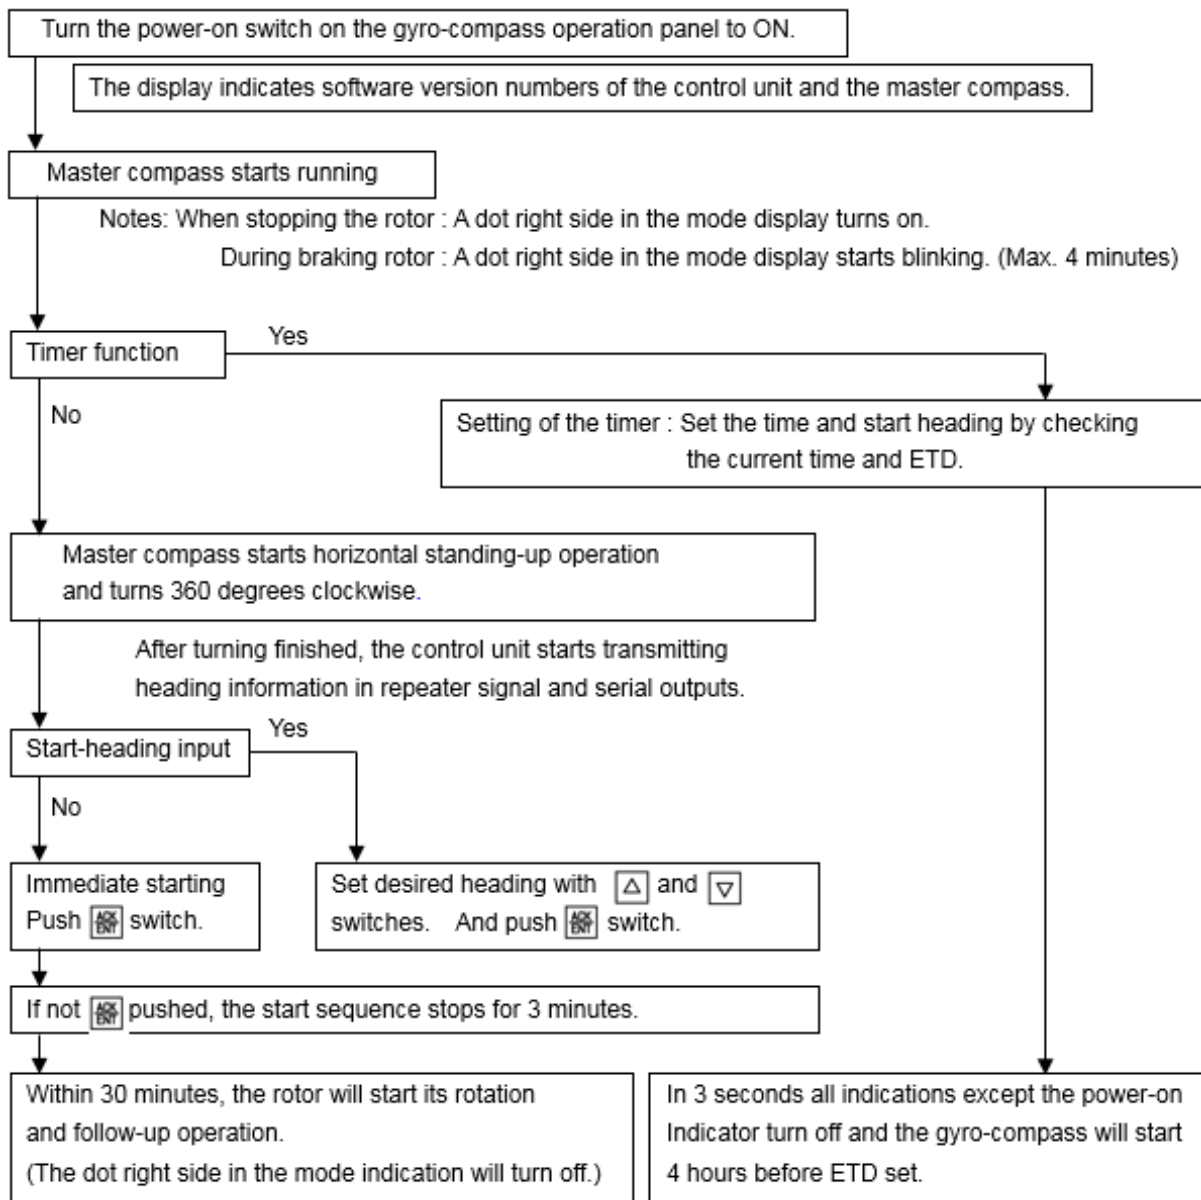 Turn the power-on switch on the gyro-compass operation panel to ON.
The display indicates software version numbers of the control unit and the master compass.
Master compass starts running
Notes: When stopping the rotor : A dot right side in the mode display turns on.
During braking rotor : A dot right side in the mode display starts blinking. (Max. 4 minutes)
Timer function
Yes
No
Setting of the timer : Set the time and start heading by checking
the current time and ETD.
Master compass starts horizontal standing-up operation
and turns 360 degrees clockwise.
After turning finished, the control unit starts transmitting
heading information in repeater signal and serial outputs.
Start-heading input
Yes
No
Immediate starting
Push ACK ENT switch.
Set desired heading with △ and ▽
switches. And push ACK ENT switch.
If not ACK ENT pushed, the start sequence stops for 3 minutes.
Within 30 minutes, the rotor will start its rotation
and follow-up operation.
(The dot right side in the mode indication will turn off.)
In 3 seconds all indications except the power-on
Indicator turn off and the gyro-compass will start
4 hours before ETD set.